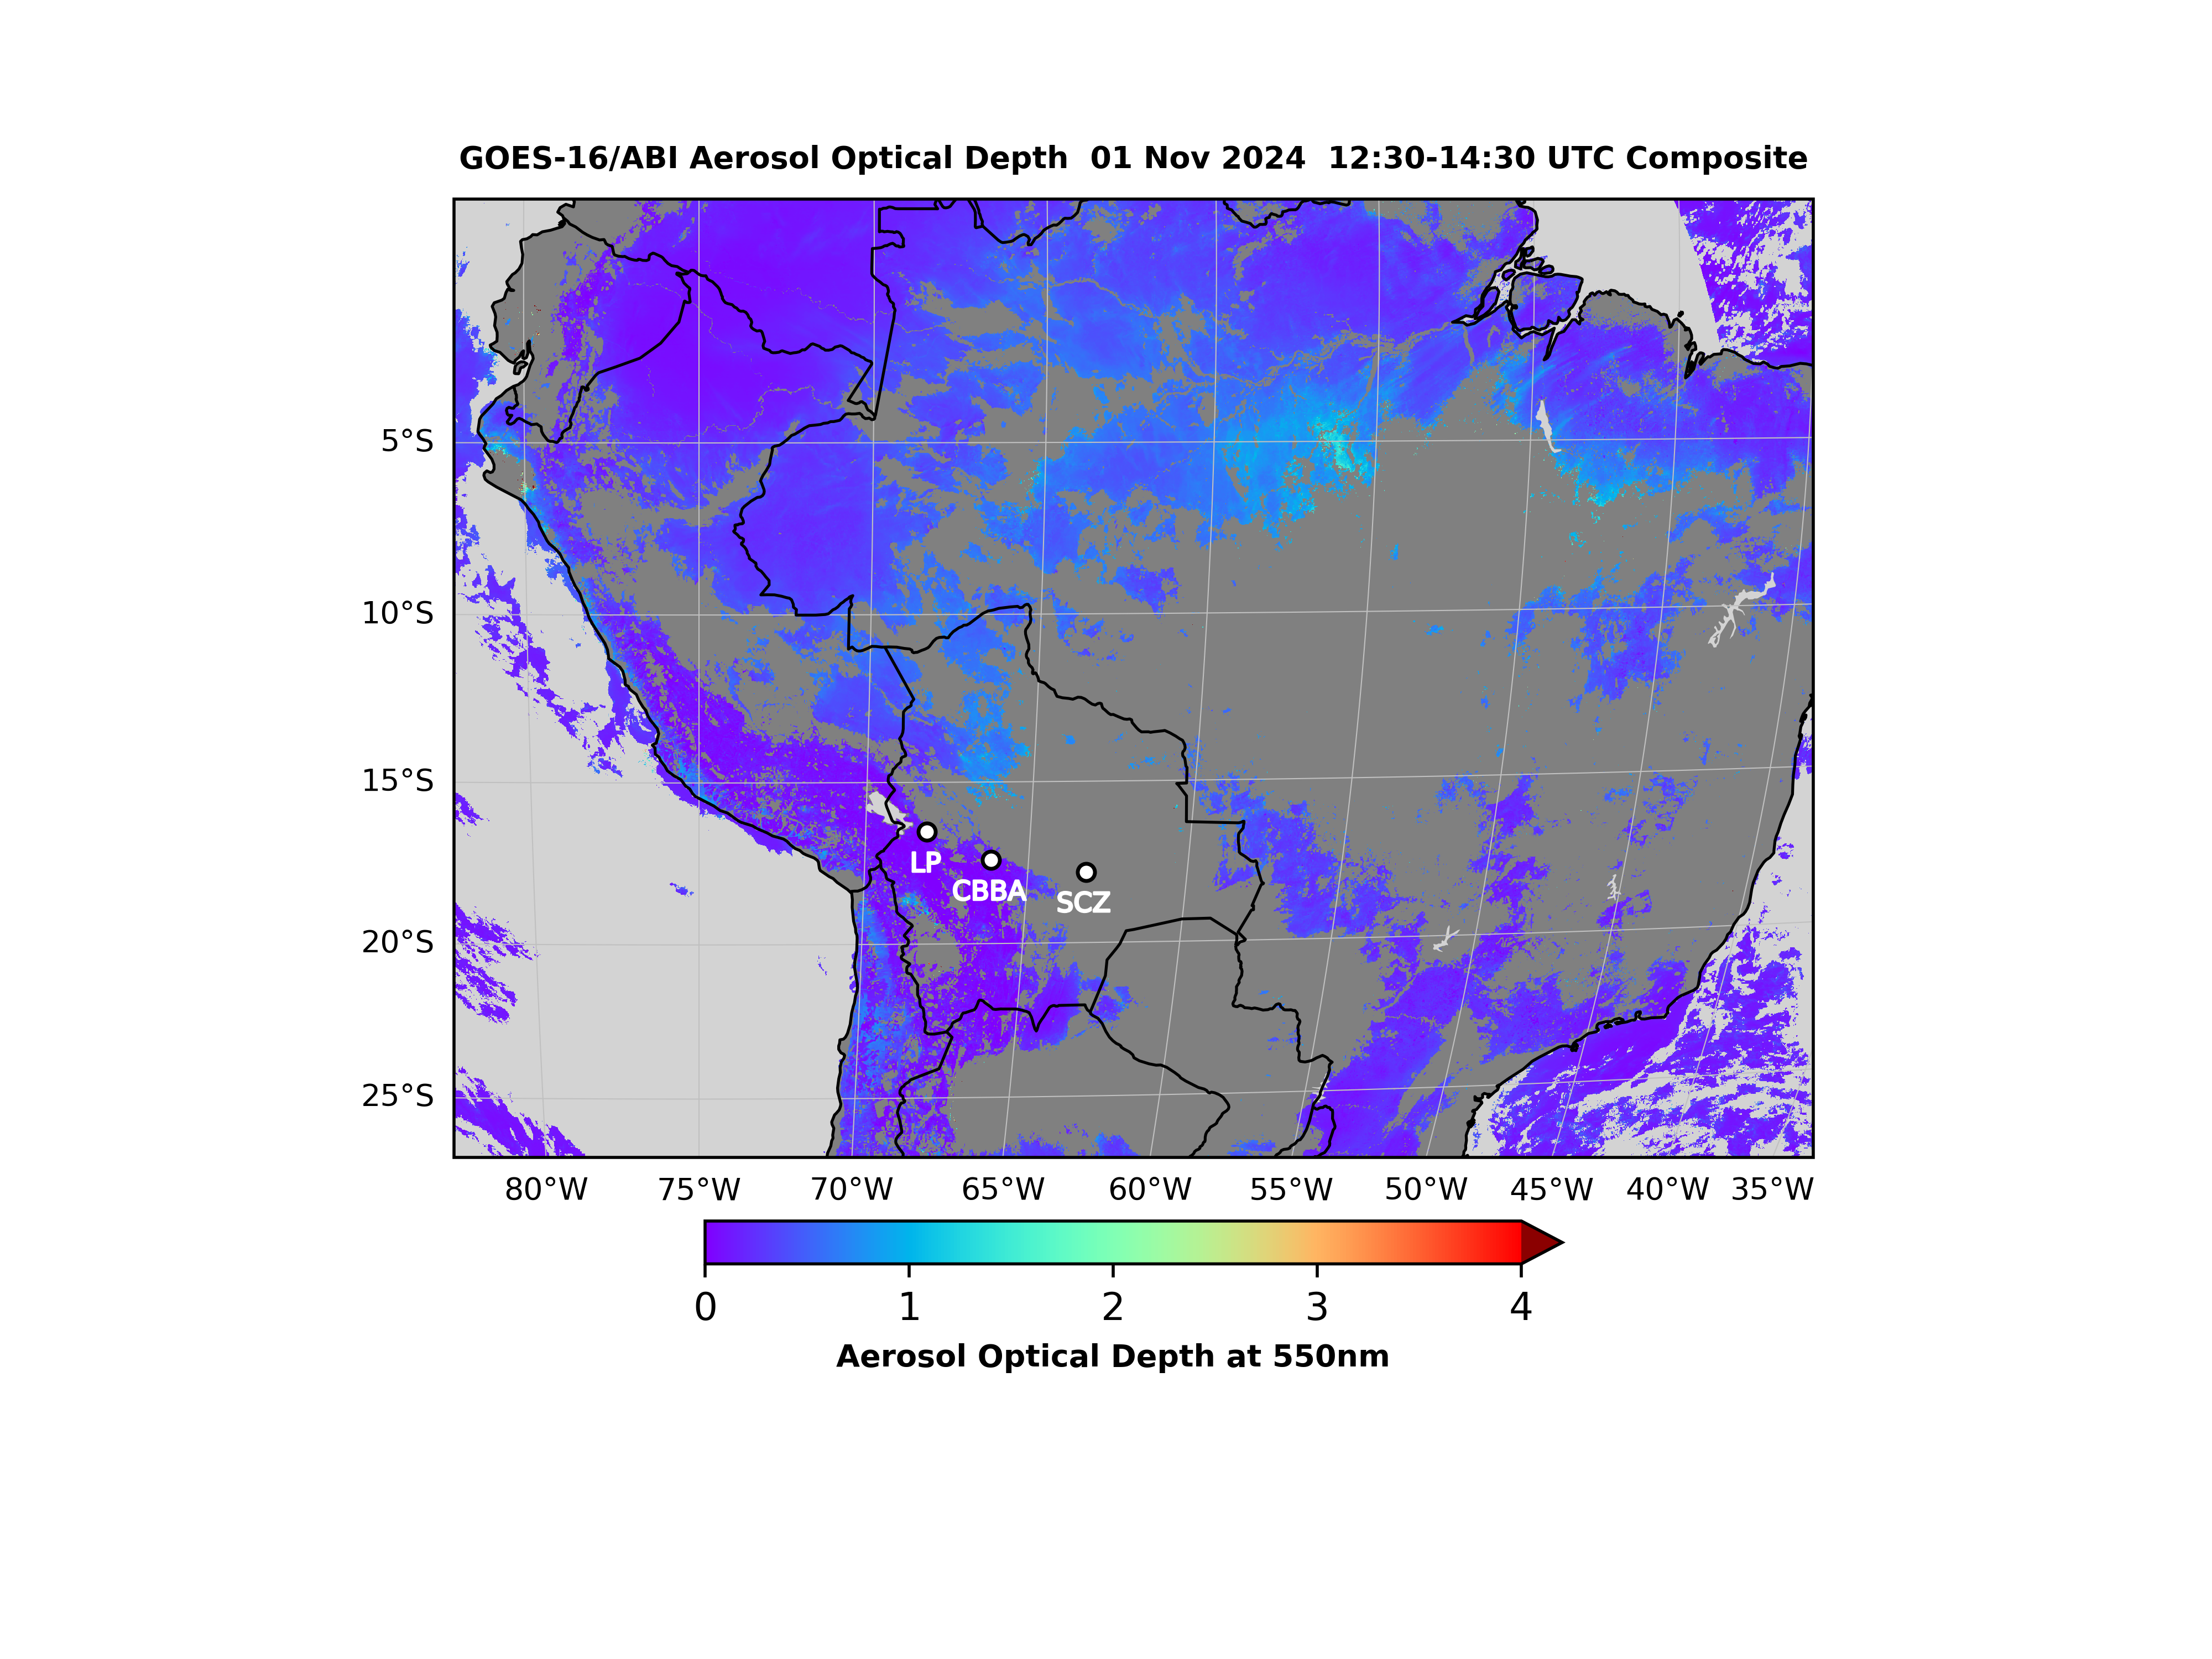 GOES-16/ABI Aerosol Optical Depth  01 Nov 2024  12:30-14:30 UTC Composite
5°S
10°S
15°S
LP
CBBA
SCZ
20°S
25°S
80°W 75°W 70°W 65°W 60°W 55°W 50°W 45°W 40°W 35°W
0 1 2 3 4
Aerosol Optical Depth at 550nm